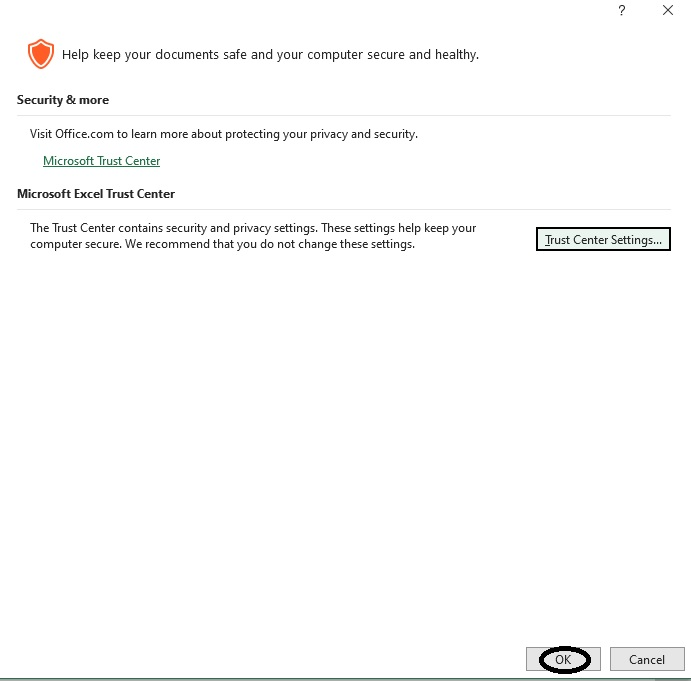 ?
Help keep your documents safe and your computer secure and healthy.
Security & more
Visit Office.com to learn more about protecting your privacy and security.
Microsoft Trust Center
Microsoft Excel Trust Center
The Trust Center contains security and privacy settings. These settings help keep your
computer secure. We recommend that you do not change these settings.
Trust Center Settings...
OK
Cancel